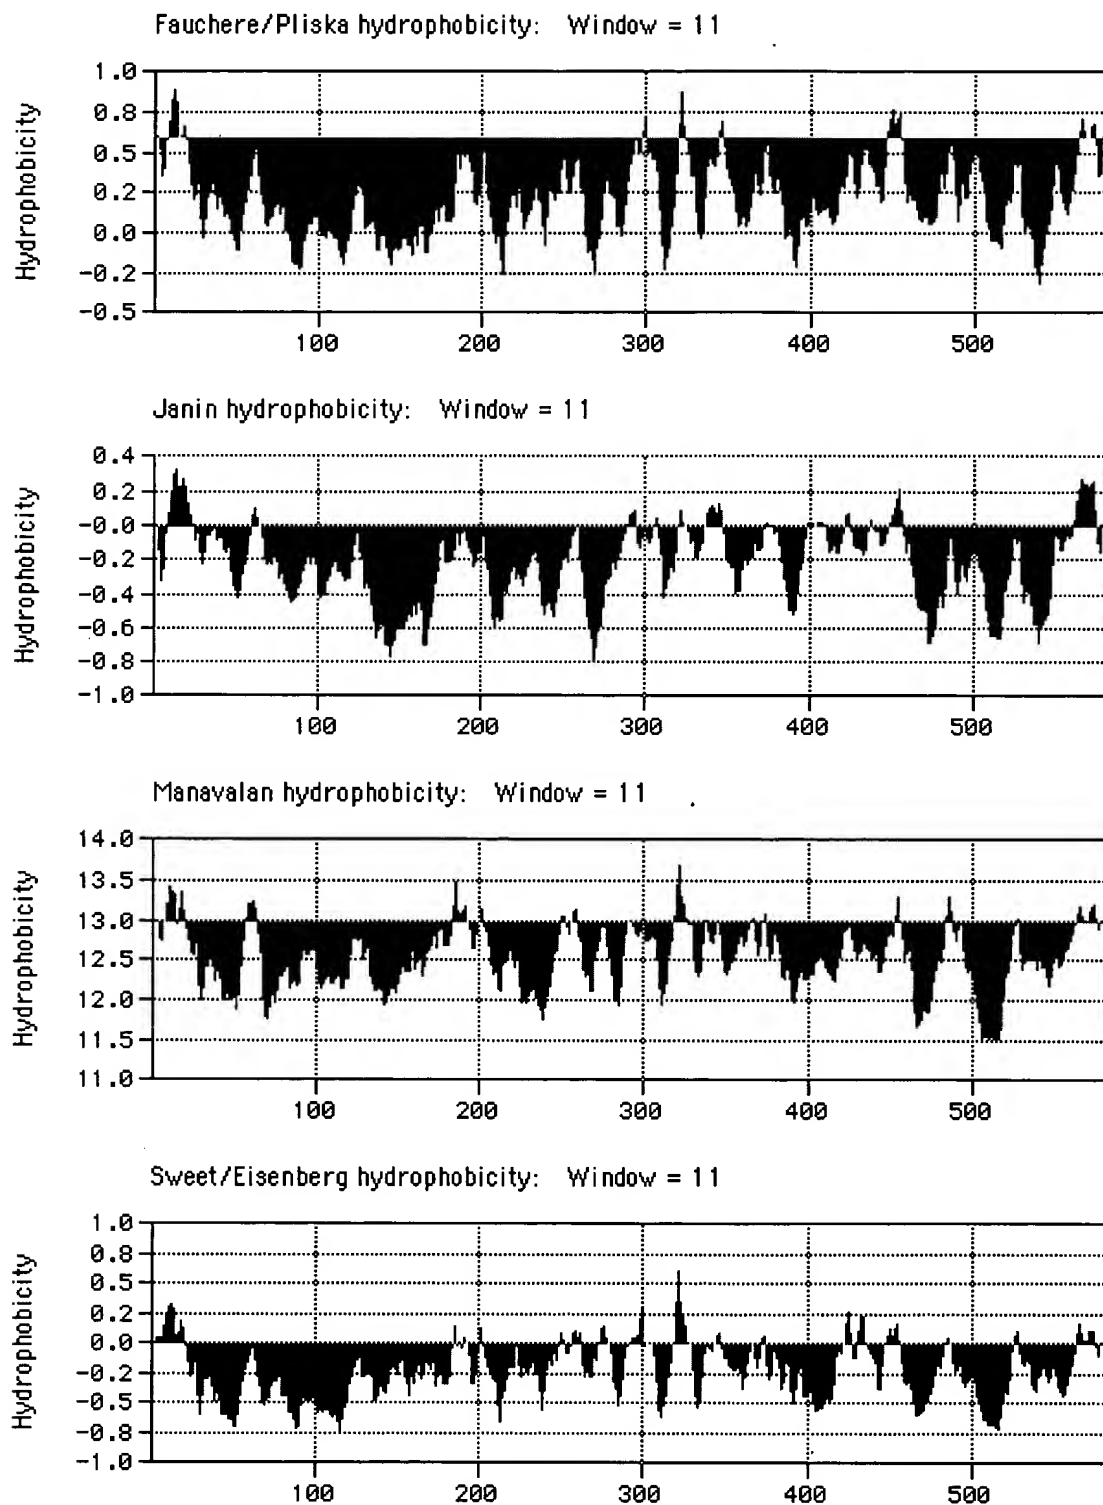 Fauchere/Pliska hydrophobicity: Window = 11
Hydrophobicity
1.0
0.8
0.5
0.2
0.0
-0.2
-0.5
100 200 300 400 500
Janin hydrophobicity: Window = 11
Hydrophobicity
0.4
0.2
-0.0
-0.2
-0.4
-0.6
-0.8
-1.0
100 200 300 400 500
Manavalan hydrophobicity: Window = 11
Hydrophobicity
14.0
13.5
13.0
12.5
12.0
11.5
11.0
100 200 300 400 500
Sweet/Eisenberg hydrophobicity: Window = 11
Hydrophobicity
1.0
0.8
0.5
0.2
0.0
-0.2
-0.5
-0.8
-1.0
100 200 300 400 500